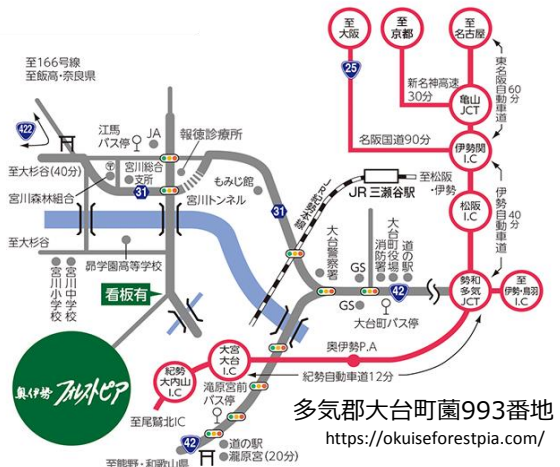 至大阪
至京都
至名古屋
25
新名神高速
30分
東名阪自動車道
60分
亀山
JCT
名阪国道90分
伊勢関
I.C
伊勢自動車道
40分
松阪
I.C
勢和
多気
JCT
至
伊勢・鳥羽
I.C
至166号線
至飯高・奈良県
422
江馬
バス停
JA
報徳診療所
至大杉谷(40分)
宮川総合
支所
宮川森林組合
31
もみじ館
宮川トンネル
31
JR紀勢本線
JR 三瀬谷駅
至松阪
・伊勢
至大杉谷
昴学園高等学校
宮川小学校
宮川中学校
看板有
大台警察署
GS
GS
消防署
大台町役場
道の駅
42
大台町バス停
奥伊勢P.A
紀勢自動車道12分
大宮
大台
I.C
紀勢
大内山
I.C
至尾鷲北IC
滝原宮前
バス停
42
道の駅
瀧原宮(20分)
至熊野・和歌山県
奥伊勢 フォレストピア
多気郡大台町薗993番地
https://okuiseforestpia.com/